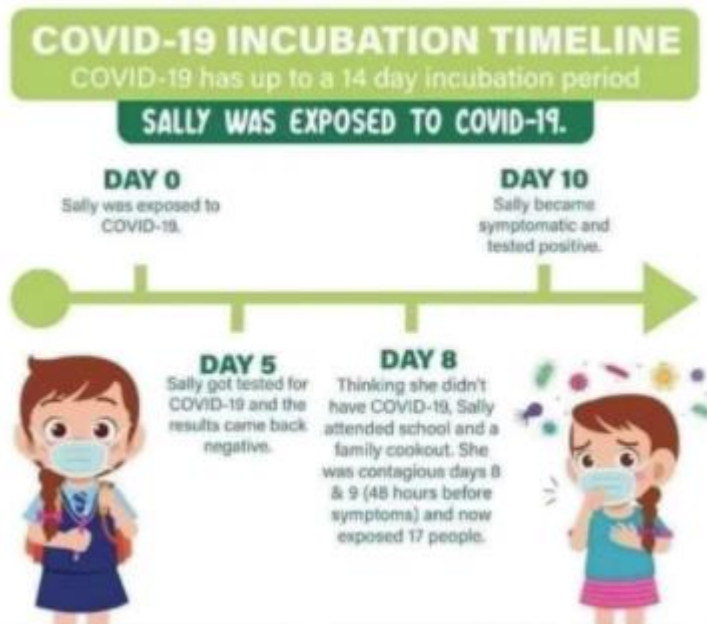 COVID-19 INCUBATION TIMELINE
COVID-19 has up to a 14 day incubation period
SALLY WAS EXPOSED TO COVID-19.
DAY 0
Sally was exposed to
COVID-19.
DAY 10
Sally became
symptomatic and
tested positive.
DAY 5
Sally got tested for
COVID-19 and the
results came back
negative.
DAY 8
Thinking she didn't
have COVID-19, Sally
attended school and a
family cookout. She
was contagious days 8
& 9 (48 hours before
symptoms) and now
exposed 17 people.